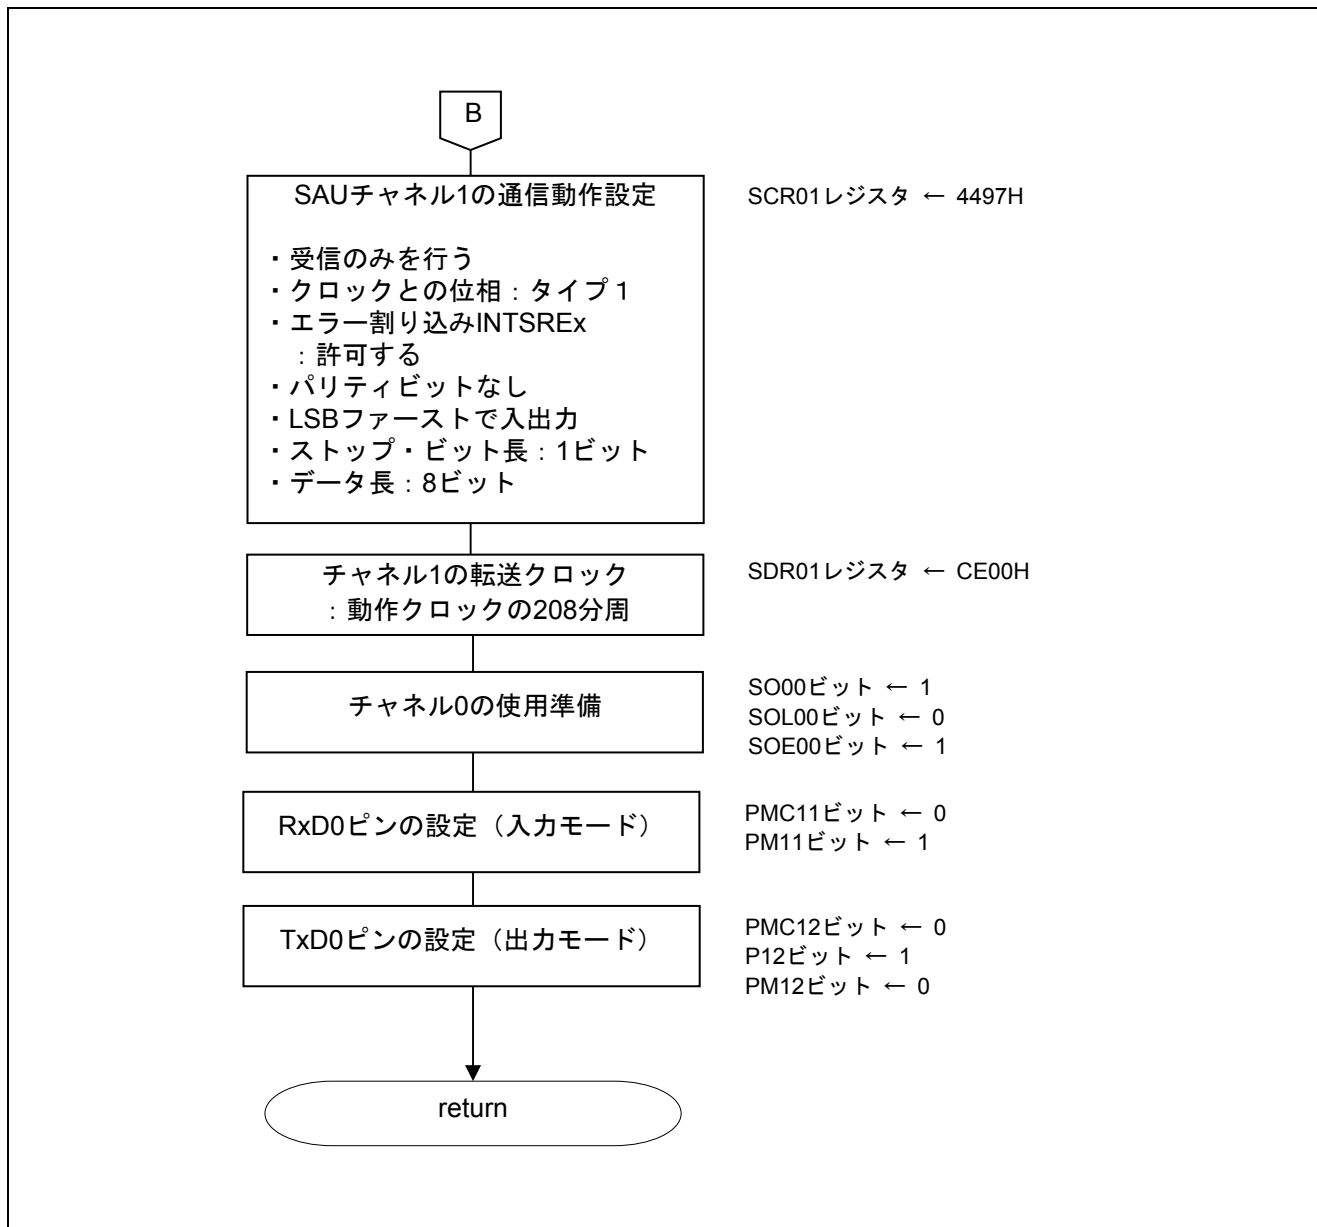 B
SAUチャネル1の通信動作設定
SCR01レジスタ ← 4497H
・受信のみを行う
・クロックとの位相：タイプ１
・エラー割り込みINTSREx
：許可する
・パリティビットなし
・LSBファーストで入出力
・ストップ・ビット長：1ビット
・データ長：8ビット
チャネル1の転送クロック
：動作クロックの208分周
SDR01レジスタ ← CE00H
チャネル0の使用準備
SO00ビット ← 1
SOL00ビット ← 0
SOE00ビット ← 1
RxD0ピンの設定（入力モード）
PMC11ビット ← 0
PM11ビット ← 1
TxD0ピンの設定（出力モード）
PMC12ビット ← 0
P12ビット ← 1
PM12ビット ← 0
return